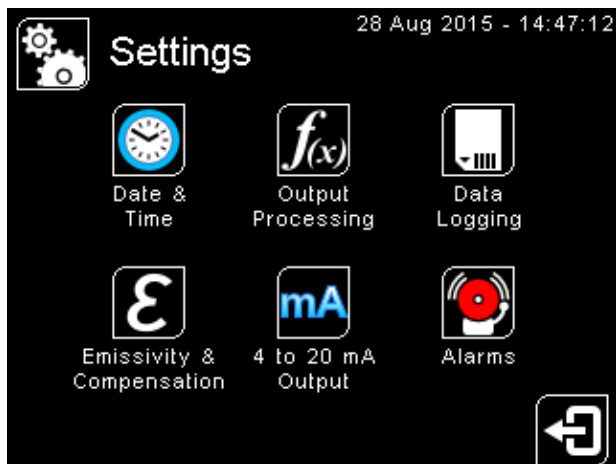 28 Aug 2015 - 14:47:12
Settings
f(x)
Date &
Time
Output
Processing
Data
Logging
Ɛ
mA
Emissivity &
Compensation
4 to 20 mA
Output
Alarms